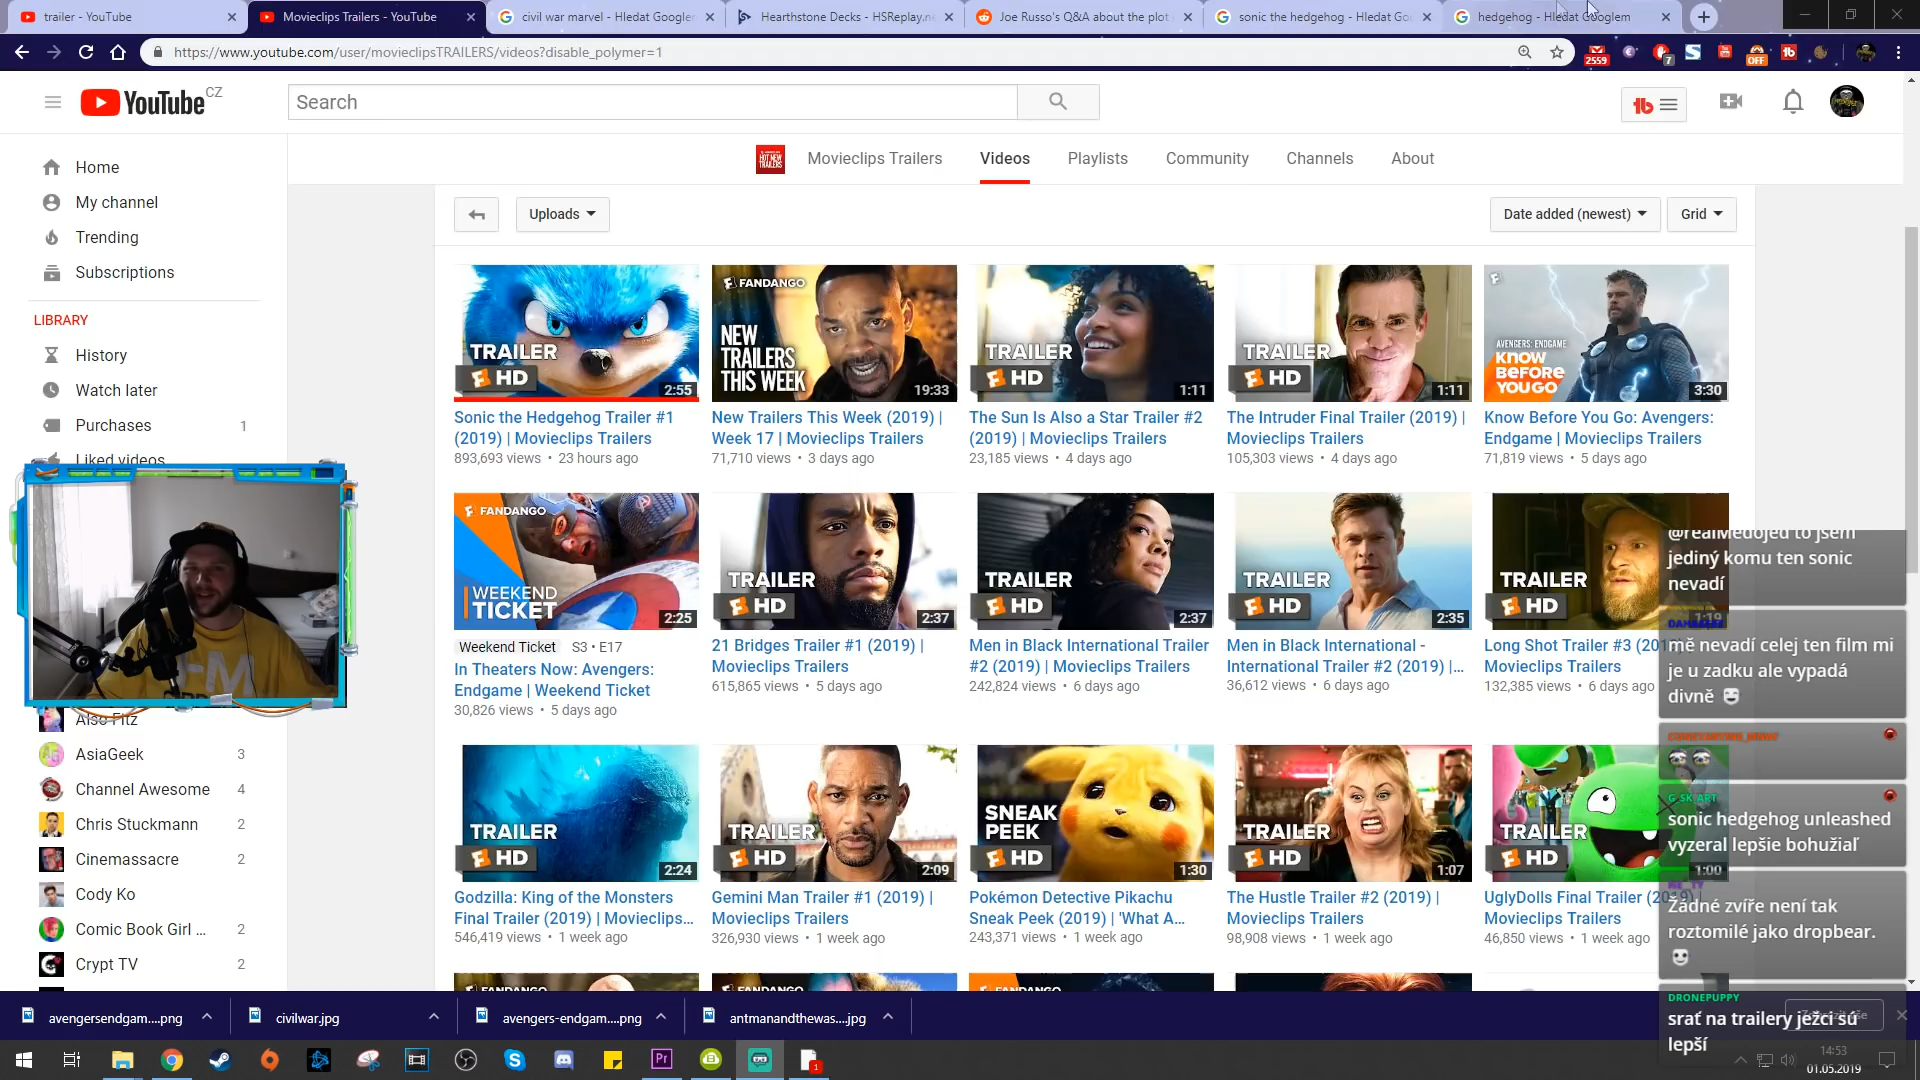 trailer - YouTube
Movieclips Trailers - YouTube
civil war marvel - Hledat Googlem
Hearthstone Decks - HSReplay.ne
Joe Russo's Q&A about the plot
sonic the hedgehog - Hledat Goo
hedgehog - Hledat Googlem
https://www.youtube.com/user/movieclipsTRAILERS/videos?disable_polymer=1
2559
7
OFF
YouTube CZ
Search
Home
My channel
Trending
Subscriptions
LIBRARY
History
Watch later
Purchases 1
Liked videos
AsiaGeek 3
Channel Awesome 4
Chris Stuckmann 2
Cinemassacre 2
Cody Ko
Comic Book Girl ... 2
Crypt TV 2
Movieclips Trailers
Videos
Playlists
Community
Channels
About
Uploads
Date added (newest)
Grid
TRAILER
HD
2:55
Sonic the Hedgehog Trailer #1
(2019) | Movieclips Trailers
893,693 views • 23 hours ago
FANDANGO
NEW
TRAILERS
THIS WEEK
19:33
New Trailers This Week (2019) |
Week 17 | Movieclips Trailers
71,710 views • 3 days ago
TRAILER
HD
1:11
The Sun Is Also a Star Trailer #2
(2019) | Movieclips Trailers
23,185 views • 4 days ago
TRAILER
HD
1:11
The Intruder Final Trailer (2019) |
Movieclips Trailers
105,303 views • 4 days ago
AVENGERS: ENDGAME
KNOW
BEFORE
YOU GO
3:30
Know Before You Go: Avengers:
Endgame | Movieclips Trailers
71,819 views • 5 days ago
FANDANGO
WEEKEND
TICKET
2:25
Weekend Ticket S3 • E17
In Theaters Now: Avengers:
Endgame | Weekend Ticket
30,826 views • 5 days ago
TRAILER
HD
2:37
21 Bridges Trailer #1 (2019) |
Movieclips Trailers
615,865 views • 5 days ago
TRAILER
HD
2:37
Men in Black International Trailer
#2 (2019) | Movieclips Trailers
242,824 views • 6 days ago
TRAILER
HD
2:35
Men in Black International -
International Trailer #2 (2019) |...
36,612 views • 6 days ago
TRAILER
HD
1:19
Long Shot Trailer #3 (20
Movieclips Trailers
132,385 views • 6 days ago
TRAILER
HD
2:24
Godzilla: King of the Monsters
Final Trailer (2019) | Movieclips...
546,419 views • 1 week ago
TRAILER
HD
2:09
Gemini Man Trailer #1 (2019) |
Movieclips Trailers
326,930 views • 1 week ago
SNEAK
PEEK
HD
1:30
Pokémon Detective Pikachu
Sneak Peek (2019) | 'What A...
243,371 views • 1 week ago
HD
1:07
The Hustle Trailer #2 (2019) |
Movieclips Trailers
98,908 views • 1 week ago
TRAILER
HD
1:00
UglyDolls Final Trailer (2019) |
Movieclips Trailers
46,850 views • 1 week ago
@realMedojed to jsem
jediný komu ten sonic
nevadí
mě nevadí celej ten film mi
je u zadku ale vypadá
divně
G_SK_ART
sonic hedgehog unleashed
vyzeral lepšie bohužiaľ
Žádné zvíře není tak
roztomilé jako dropbear.
DRONEPUPPY
srať na trailery ježci sú
lepší
avengersendgam....png
civilwar.jpg
avengers-endgam....png
antmanandthewas....jpg
14:53
01.05.2019